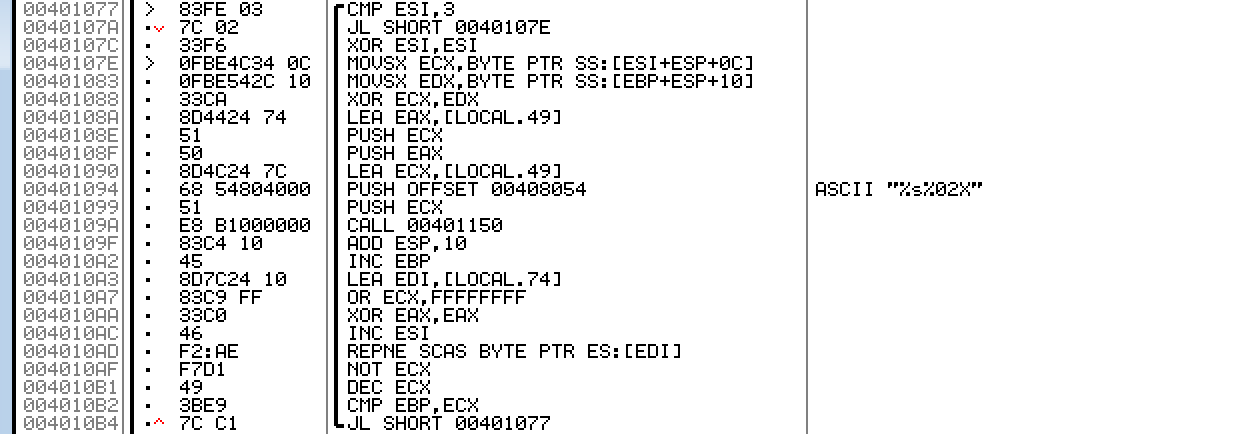 00401077 > 83FE 03 CMP ESI,3
0040107A .v 7C 02 JL SHORT 0040107E
0040107C . 33F6 XOR ESI,ESI
0040107E > 0FBE4C34 0C MOVSX ECX,BYTE PTR SS:[ESI+ESP+0C]
00401083 . 0FBE542C 10 MOVSX EDX,BYTE PTR SS:[EBP+ESP+10]
00401088 . 33CA XOR ECX,EDX
0040108A . 8D4424 74 LEA EAX,[LOCAL.49]
0040108E . 51 PUSH ECX
0040108F . 50 PUSH EAX
00401090 . 8D4C24 7C LEA ECX,[LOCAL.49]
00401094 . 68 54804000 PUSH OFFSET 00408054 ASCII "%s%02X"
00401099 . 51 PUSH ECX
0040109A . E8 B1000000 CALL 00401150
0040109F . 83C4 10 ADD ESP,10
004010A2 . 45 INC EBP
004010A3 . 8D7C24 10 LEA EDI,[LOCAL.74]
004010A7 . 83C9 FF OR ECX,FFFFFFFF
004010AA . 33C0 XOR EAX,EAX
004010AC . 46 INC ESI
004010AD . F2:AE REPNE SCAS BYTE PTR ES:[EDI]
004010AF . F7D1 NOT ECX
004010B1 . 49 DEC ECX
004010B2 . 3BE9 CMP EBP,ECX
004010B4 .^ 7C C1 JL SHORT 00401077